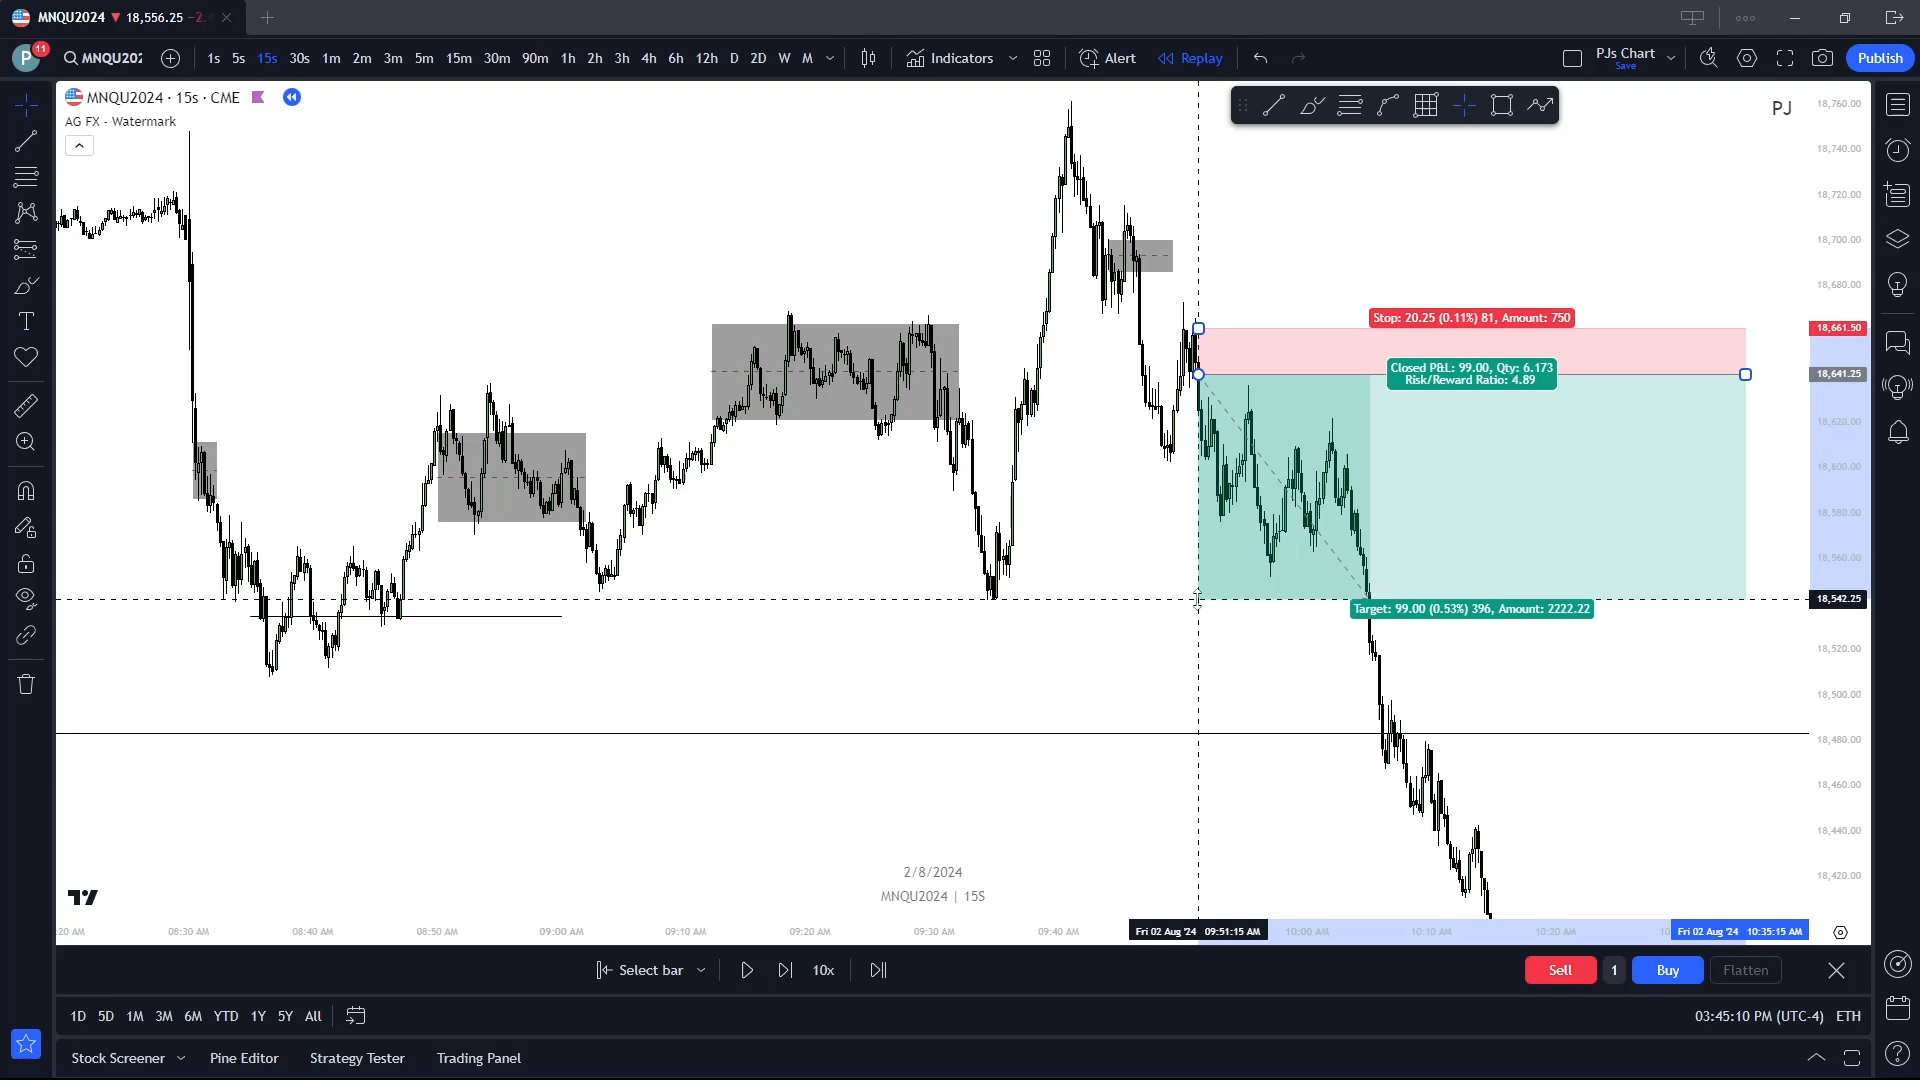 MNQU2024 ▼ 18,556.25 −2.
P 11 MNQU202 1s 5s 15s 30s 1m 2m 3m 5m 15m 30m 90m 1h 2h 3h 4h 6h 12h D 2D W M Indicators Alert Replay PJs Chart Save Publish
MNQU2024 · 15s · CME
AG FX - Watermark
PJ
18,760.00
18,740.00
18,720.00
18,700.00
18,680.00
Stop: 20.25 (0.11%) 81, Amount: 750
18,661.50
Closed P&L: 99.00, Qty: 6.173
Risk/Reward Ratio: 4.89
18,641.25
18,620.00
18,600.00
18,580.00
18,560.00
18,542.25
Target: 99.00 (0.53%) 396, Amount: 2222.22
18,520.00
18,500.00
18,480.00
18,460.00
18,440.00
18,420.00
2/8/2024
MNQU2024 | 15S
:20 AM 08:30 AM 08:40 AM 08:50 AM 09:00 AM 09:10 AM 09:20 AM 09:30 AM 09:40 AM Fri 02 Aug '24 09:51:15 AM 10:00 AM 10:10 AM 10:20 AM Fri 02 Aug '24 10:35:15 AM
Select bar 10x Sell 1 Buy Flatten
1D 5D 1M 3M 6M YTD 1Y 5Y All 03:45:10 PM (UTC-4) ETH
Stock Screener Pine Editor Strategy Tester Trading Panel